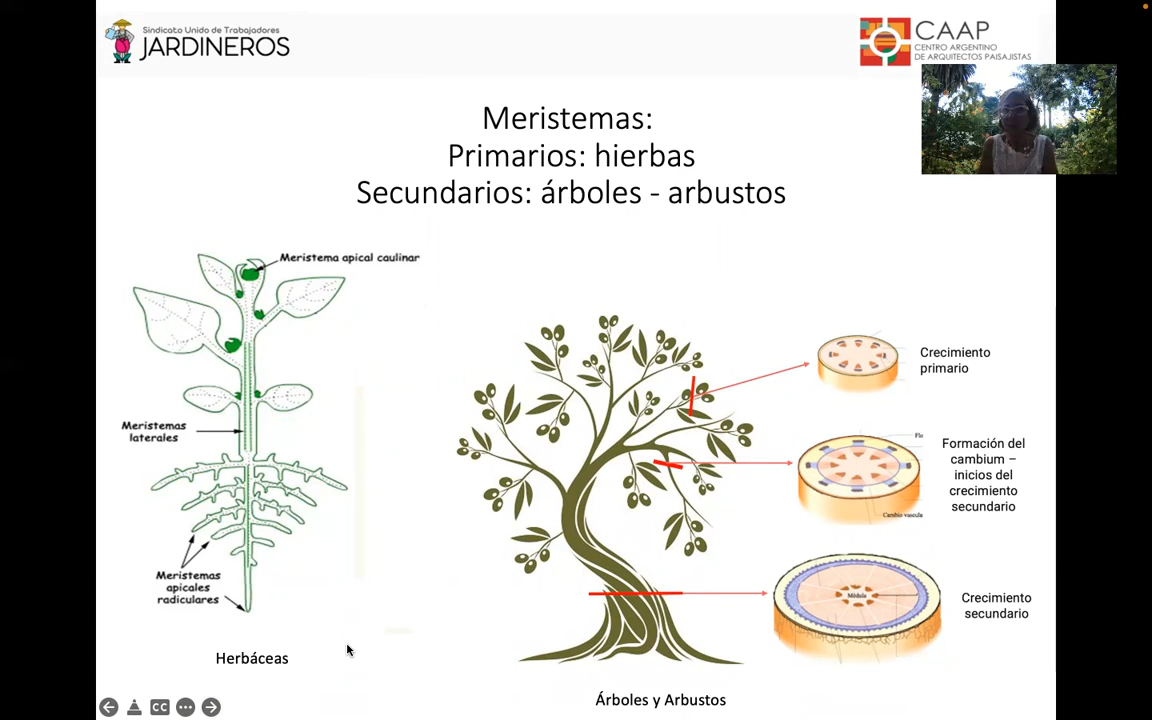 Sindicato Unido de Trabajadores
JARDINEROS
CAAP
CENTRO ARGENTINO
DE ARQUITECTOS PAISAJISTAS
Meristemas:
Primarios: hierbas
Secundarios: árboles - arbustos
Meristema apical caulinar
Meristemas
laterales
Meristemas
apicales
radiculares
Herbáceas
Crecimiento
primario
Flo
Formación del
cambium –
inicios del
crecimiento
secundario
Cambio vascula
Médula
Crecimiento
secundario
Árboles y Arbustos
CC